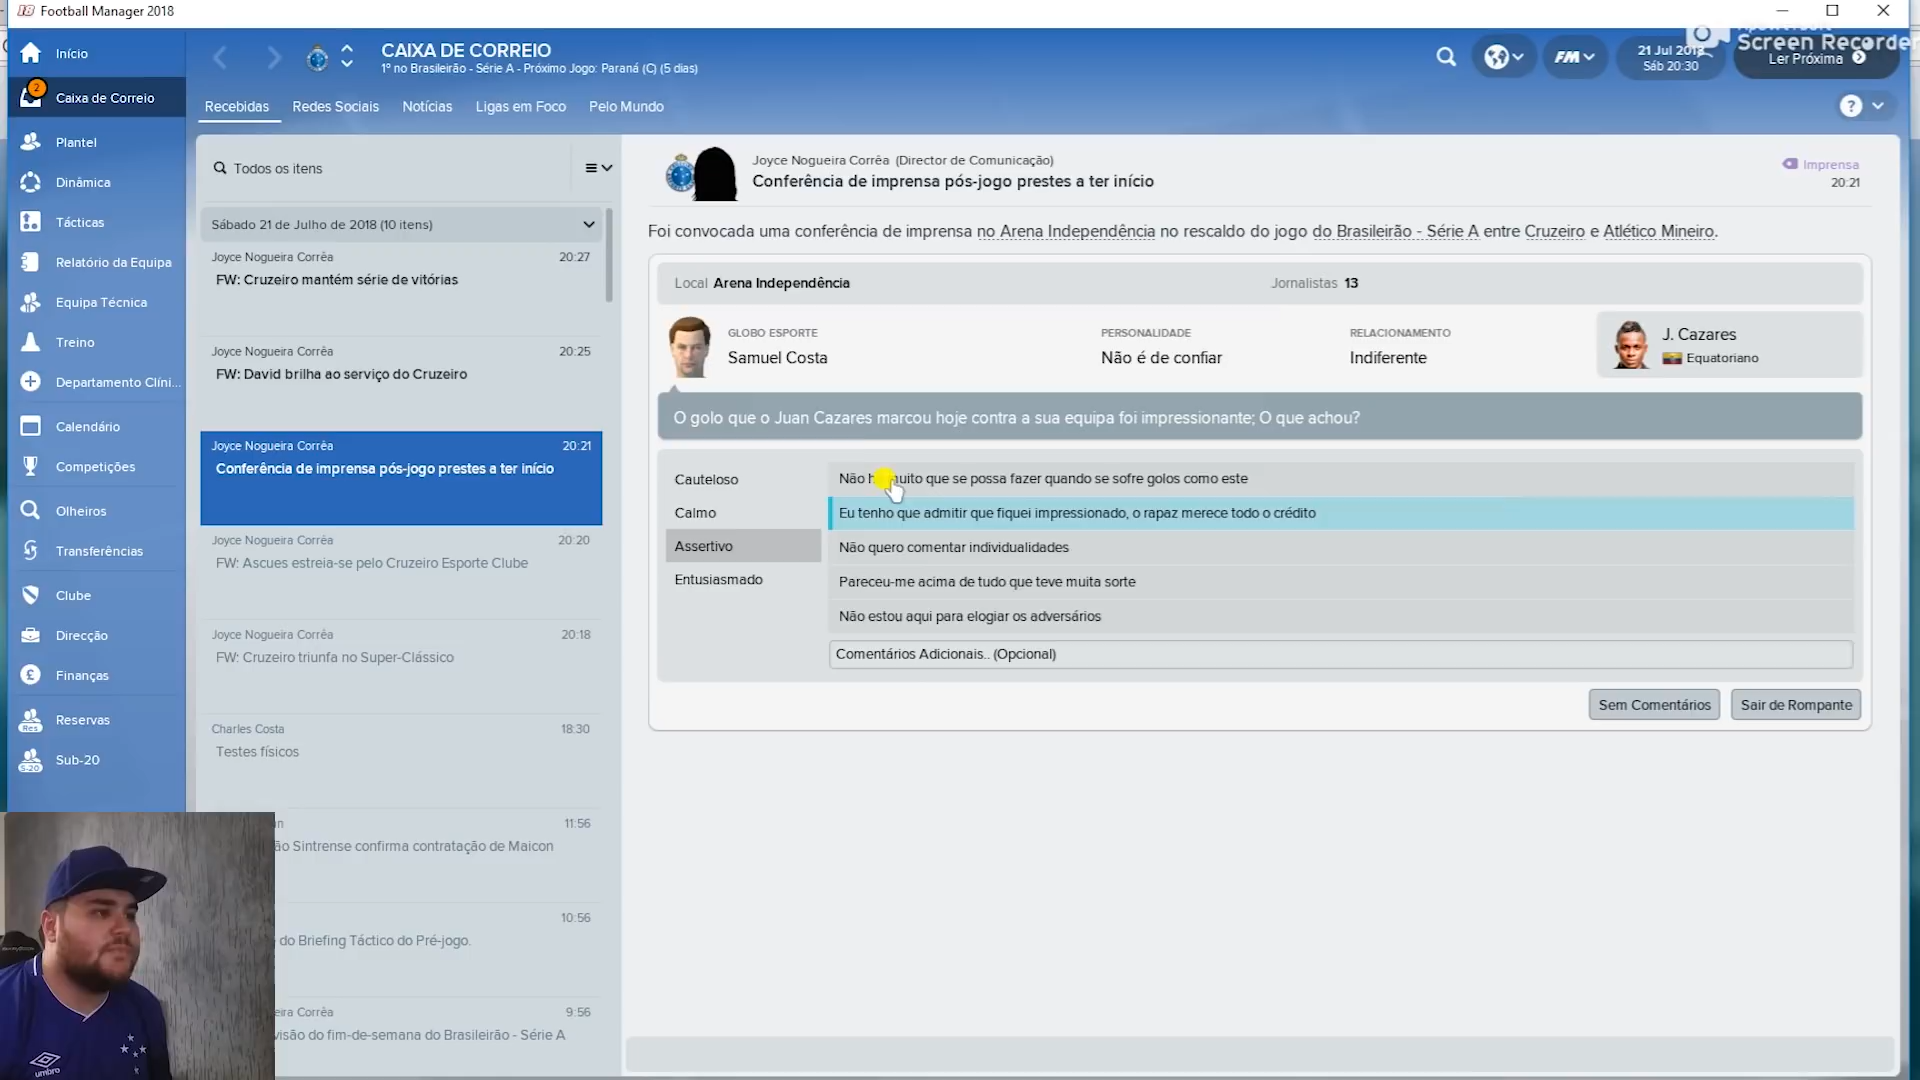 Football Manager 2018
Início
2
Caixa de Correio
Plantel
Dinâmica
Tácticas
Relatório da Equipa
Equipa Técnica
Treino
Departamento Clíni...
Calendário
Competições
Olheiros
Transferências
Clube
Direcção
Finanças
Reservas
Sub-20
CAIXA DE CORREIO
1º no Brasileirão - Série A - Próximo Jogo: Paraná (C) (5 dias)
FM
21 Jul 2018
Sáb 20:30
Screen Recorder
Ler Próxima
Recebidas
Redes Sociais
Notícias
Ligas em Foco
Pelo Mundo
?
Todos os itens
Sábado 21 de Julho de 2018 (10 itens)
Joyce Nogueira Corrêa 20:27
FW: Cruzeiro mantém série de vitórias
Joyce Nogueira Corrêa 20:25
FW: David brilha ao serviço do Cruzeiro
Joyce Nogueira Corrêa 20:21
Conferência de imprensa pós-jogo prestes a ter início
Joyce Nogueira Corrêa 20:20
FW: Ascues estreia-se pelo Cruzeiro Esporte Clube
Joyce Nogueira Corrêa 20:18
FW: Cruzeiro triunfa no Super-Clássico
Charles Costa 18:30
Testes físicos
11:56
Sintrense confirma contratação de Maicon
10:56
do Briefing Táctico do Pré-jogo.
Corrêa 9:56
do fim-de-semana do Brasileirão - Série A
Joyce Nogueira Corrêa (Director de Comunicação)
Conferência de imprensa pós-jogo prestes a ter início
Imprensa
20:21
Foi convocada uma conferência de imprensa no Arena Independência no rescaldo do jogo do Brasileirão - Série A entre Cruzeiro e Atlético Mineiro.
Local Arena Independência
Jornalistas 13
GLOBO ESPORTE
Samuel Costa
PERSONALIDADE
Não é de confiar
RELACIONAMENTO
Indiferente
J. Cazares
Equatoriano
O golo que o Juan Cazares marcou hoje contra a sua equipa foi impressionante; O que achou?
Cauteloso
Calmo
Assertivo
Entusiasmado
Não há muito que se possa fazer quando se sofre golos como este
Eu tenho que admitir que fiquei impressionado, o rapaz merece todo o crédito
Não quero comentar individualidades
Pareceu-me acima de tudo que teve muita sorte
Não estou aqui para elogiar os adversários
Comentários Adicionais.. (Opcional)
Sem Comentários
Sair de Rompante
umbro